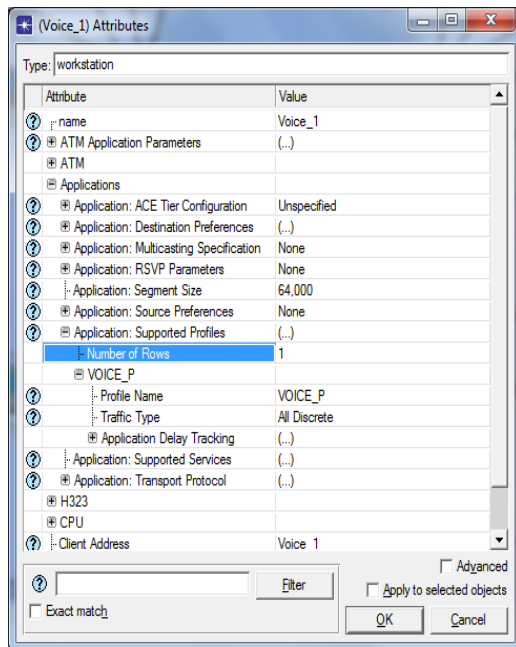 (Voice_1) Attributes
Type: workstation
Attribute Value
name Voice_1
ATM Application Parameters (...)
ATM
Applications
Application: ACE Tier Configuration Unspecified
Application: Destination Preferences (...)
Application: Multicasting Specification None
Application: RSVP Parameters None
Application: Segment Size 64,000
Application: Source Preferences None
Application: Supported Profiles (...)
Number of Rows 1
VOICE_P
Profile Name VOICE_P
Traffic Type All Discrete
Application Delay Tracking (...)
Application: Supported Services (...)
Application: Transport Protocol (...)
H323
CPU
Client Address Voice 1
Advanced
Filter
Apply to selected objects
Exact match
OK Cancel